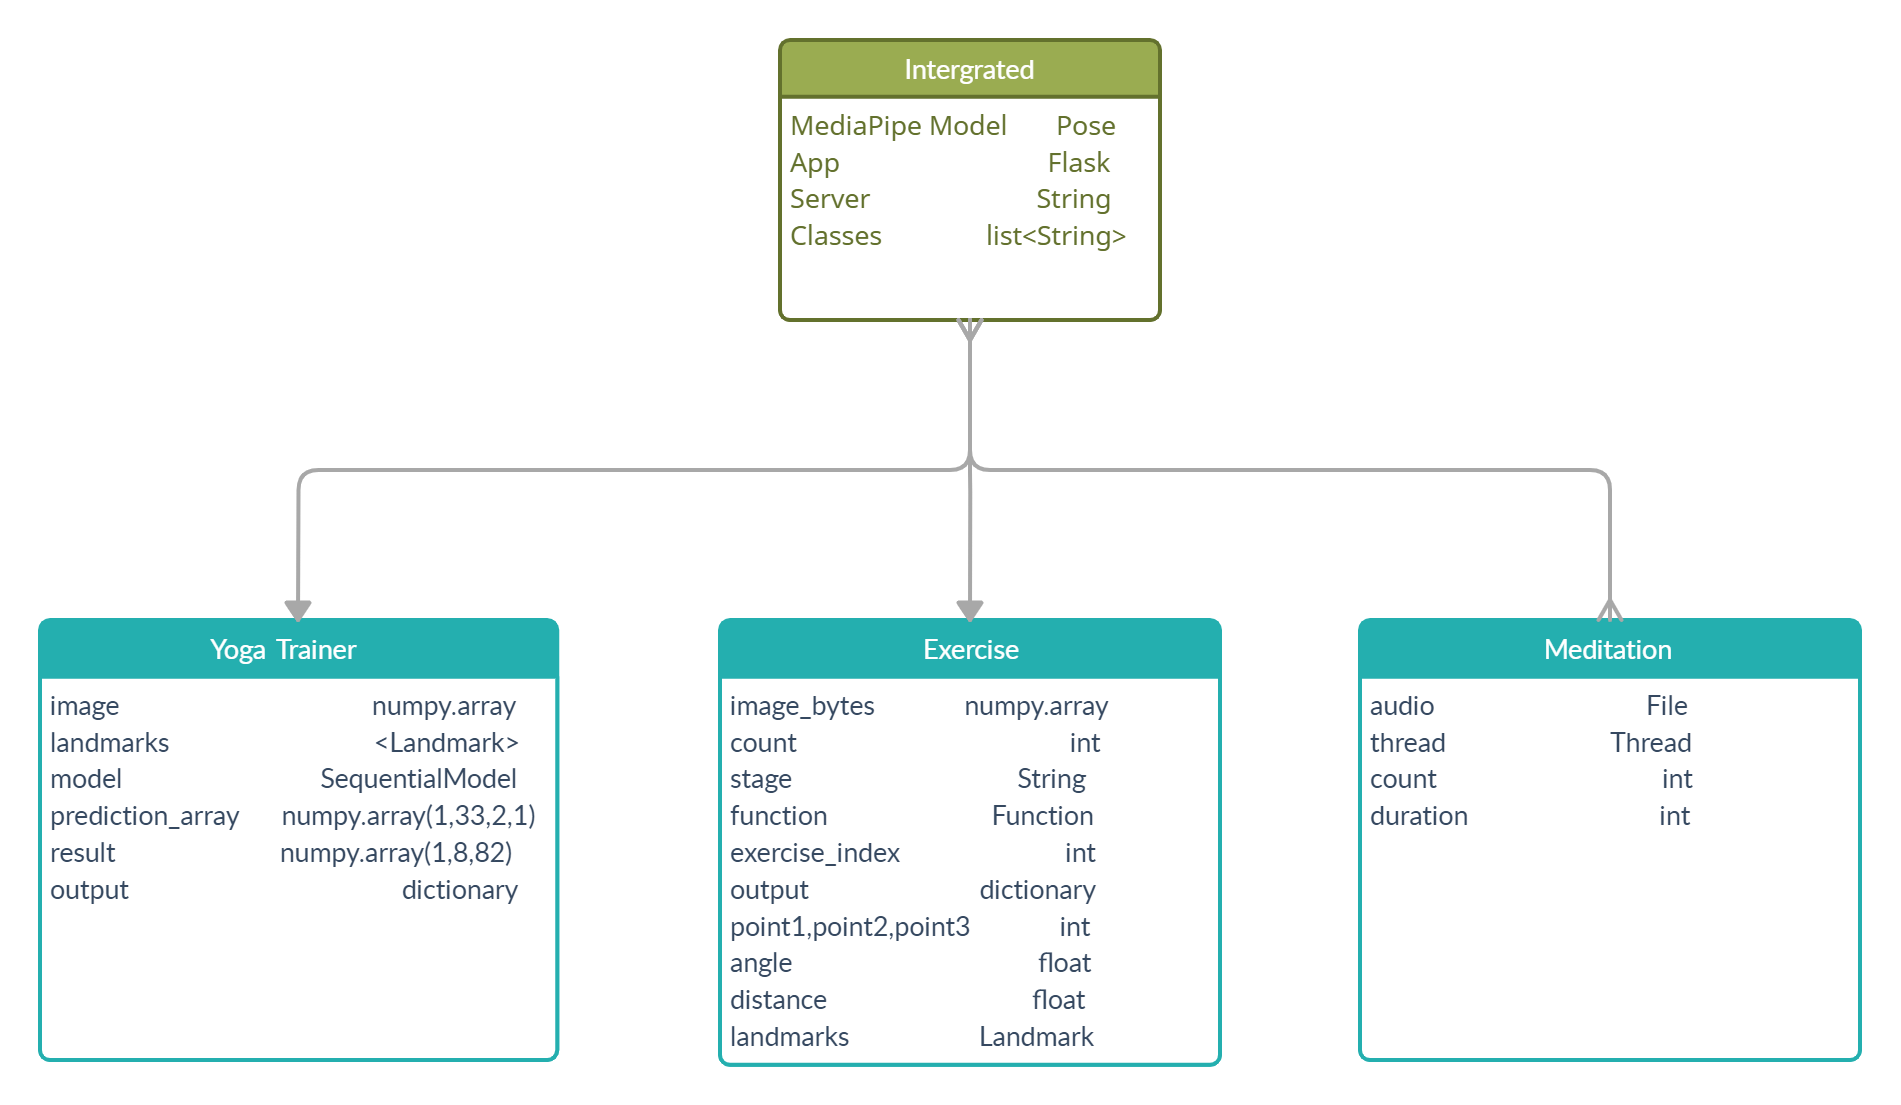 Intergrated
MediaPipe Model Pose
App Flask
Server String
Classes list<String>
Yoga Trainer
image numpy.array
landmarks <Landmark>
model SequentialModel
prediction_array numpy.array(1,33,2,1)
result numpy.array(1,8,82)
output dictionary
Exercise
image_bytes numpy.array
count int
stage String
function Function
exercise_index int
output dictionary
point1,point2,point3 int
angle float
distance float
landmarks Landmark
Meditation
audio File
thread Thread
count int
duration int